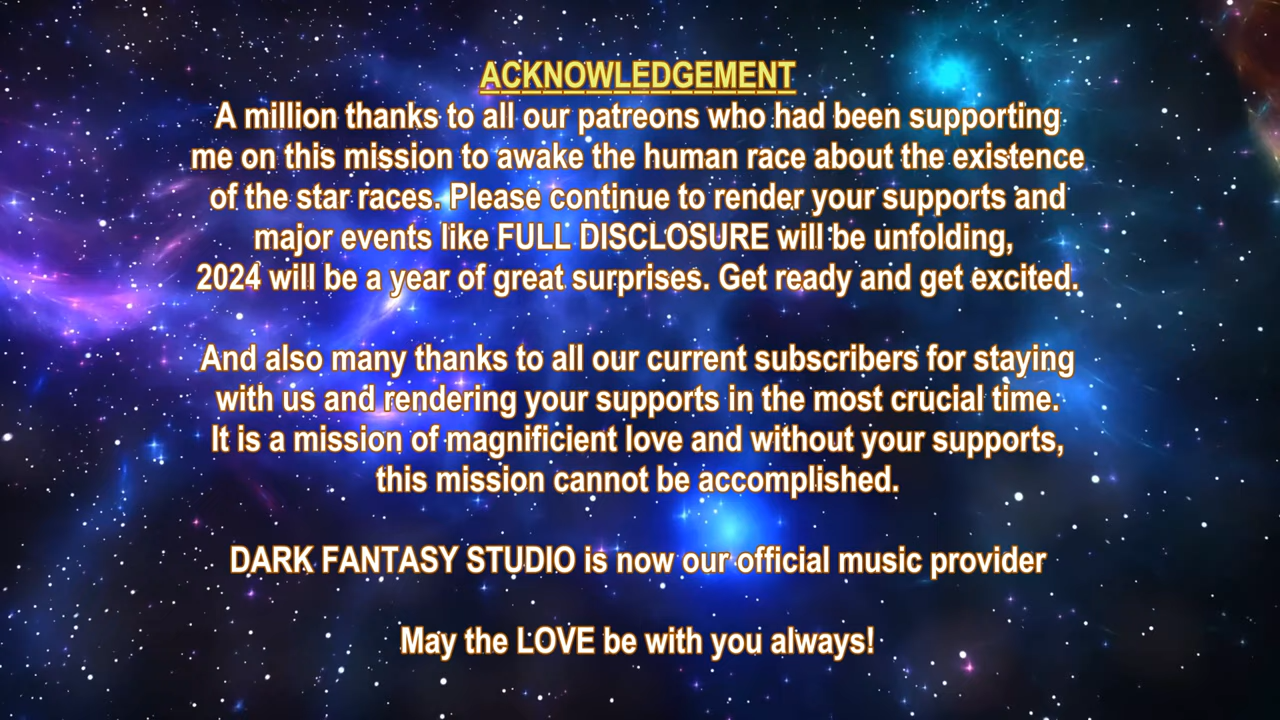 ACKNOWLEDGEMENT
A million thanks to all our patreons who had been supporting
me on this mission to awake the human race about the existence
of the star races. Please continue to render your supports and
major events like FULL DISCLOSURE will be unfolding,
2024 will be a year of great surprises. Get ready and get excited.
And also many thanks to all our current subscribers for staying
with us and rendering your supports in the most crucial time.
It is a mission of magnificient love and without your supports,
this mission cannot be accomplished.
DARK FANTASY STUDIO is now our official music provider
May the LOVE be with you always!